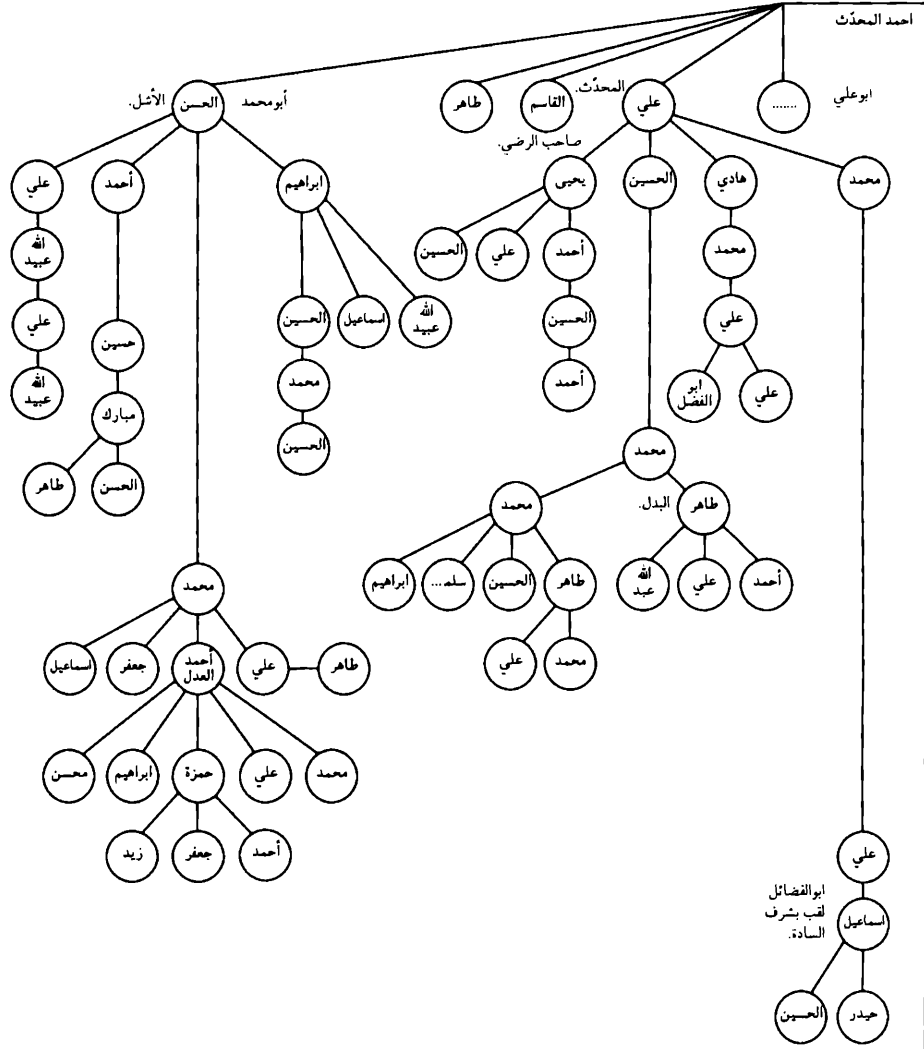 احمد المحدّث
ابوعلي
.......
علي
المحدّث.
القاسم
طاهر
أبومحمد
الحسن
الأشل.
صاحب الرضي.
محمد
هادي
الحسين
يحيى
ابراهيم
أحمد
علي
محمد
أحمد
علي
الحسين
الله
عبيد
علي
الحسين
الله
عبيد
اسماعيل
الحسين
علي
حسين
علي
ابو
الفضل
أحمد
محمد
الله
عبيد
مبارك
محمد
الحسين
الحسن
طاهر
طاهر
البدل.
محمد
أحمد
علي
الله
عبد
طاهر
الحسين
سلمه...
ابراهيم
محمد
محمد
علي
طاهر
علي
أحمد
العدل
جعفر
اسماعيل
محمد
علي
حمزة
ابراهيم
محسن
أحمد
جعفر
زيد
علي
اسماعيل
ابوالفضائل
لقب بشرف
السادة.
حيدر
الحسين